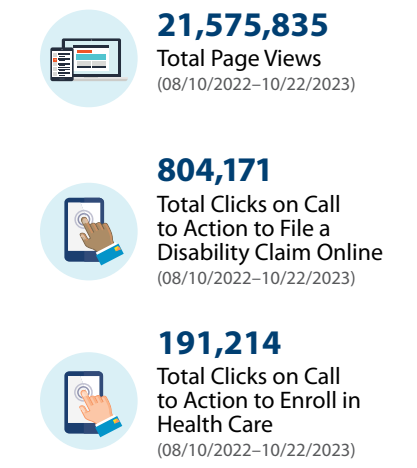 21,575,835
Total Page Views
(08/10/2022–10/22/2023)
804,171
Total Clicks on Call
to Action to File a
Disability Claim Online
(08/10/2022–10/22/2023)
191,214
Total Clicks on Call
to Action to Enroll in
Health Care
(08/10/2022–10/22/2023)